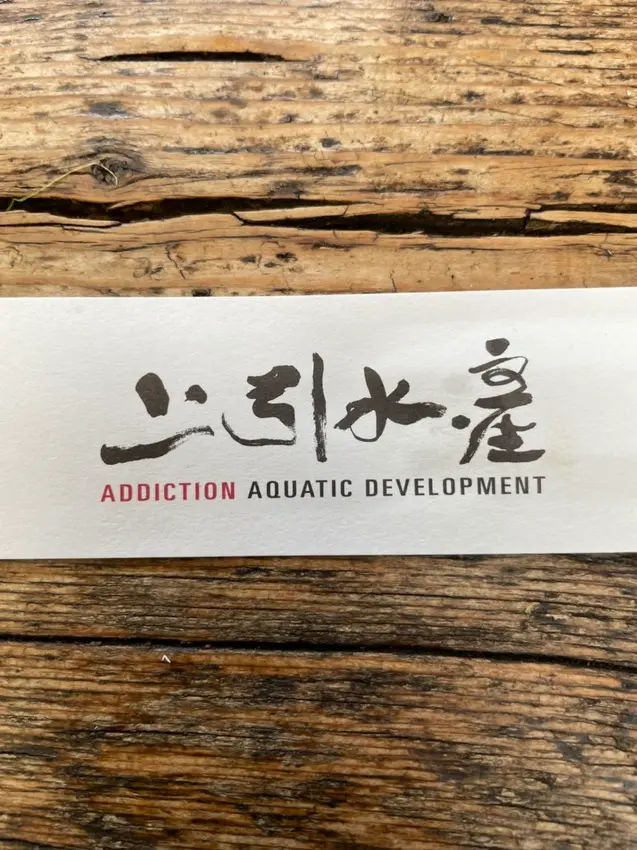 上引水產
ADDICTION AQUATIC DEVELOPMENT